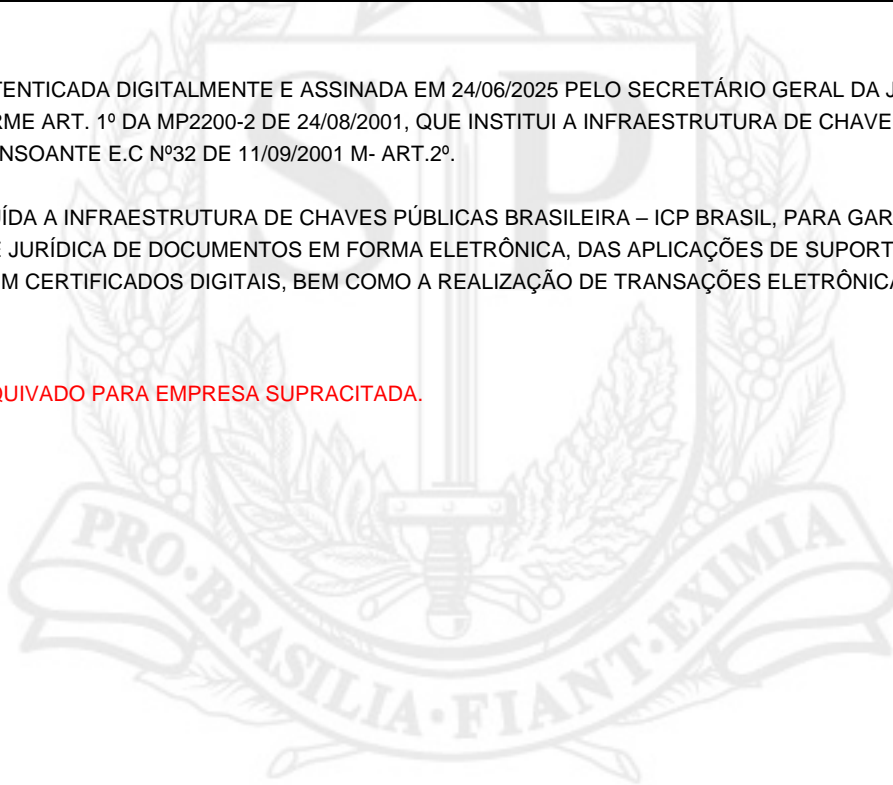 TENTICADA DIGITALMENTE E ASSINADA EM 24/06/2025 PELO SECRETÁRIO GERAL DA J
RME ART. 1º DA MP2200-2 DE 24/08/2001, QUE INSTITUI A INFRAESTRUTURA DE CHAVE
NSOANTE E.C Nº32 DE 11/09/2001 M- ART.2º.
UÍDA A INFRAESTRUTURA DE CHAVES PÚBLICAS BRASILEIRA – ICP BRASIL, PARA GAR
E JURÍDICA DE DOCUMENTOS EM FORMA ELETRÔNICA, DAS APLICAÇÕES DE SUPORT
M CERTIFICADOS DIGITAIS, BEM COMO A REALIZAÇÃO DE TRANSAÇÕES ELETRÔNICA
QUIVADO PARA EMPRESA SUPRACITADA.
SP
PRO·BRASILIA·FIANT·EXIMIA